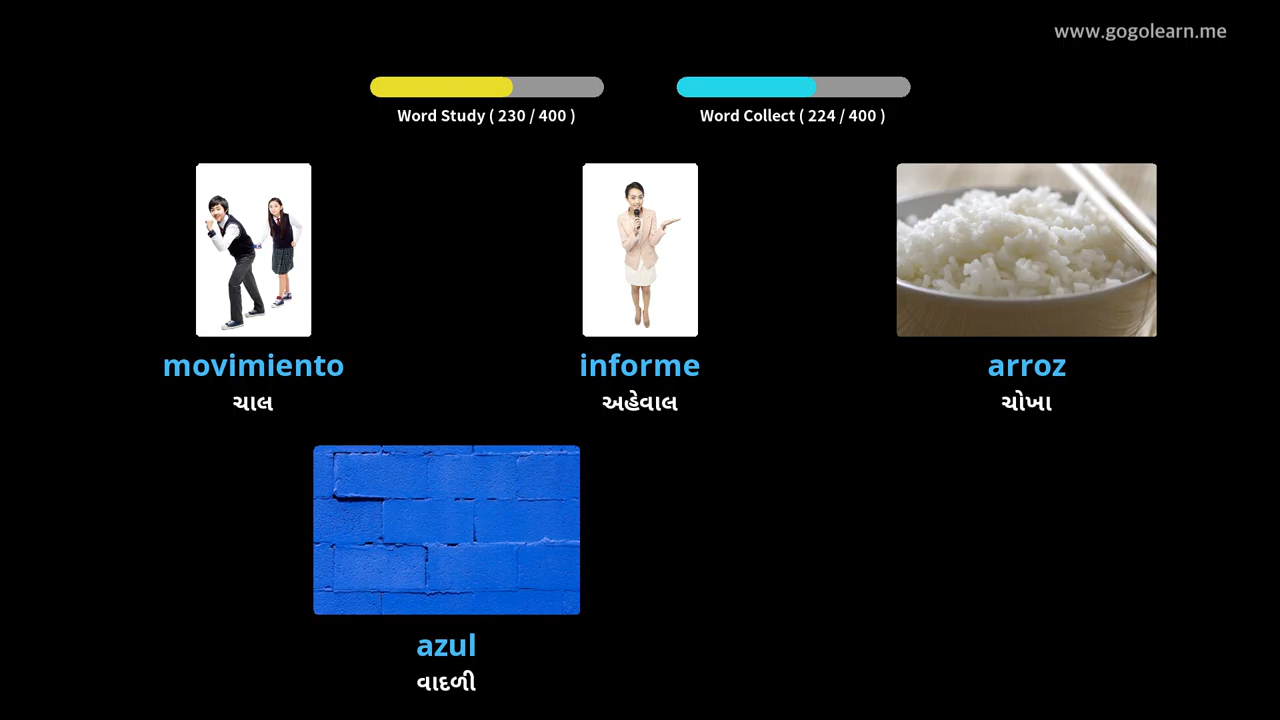 www.gogolearn.me
Word Study ( 230 / 400 )
Word Collect ( 224 / 400 )
movimiento
ચાલ
informe
અહેવાલ
arroz
ચોખા
azul
વાદળી